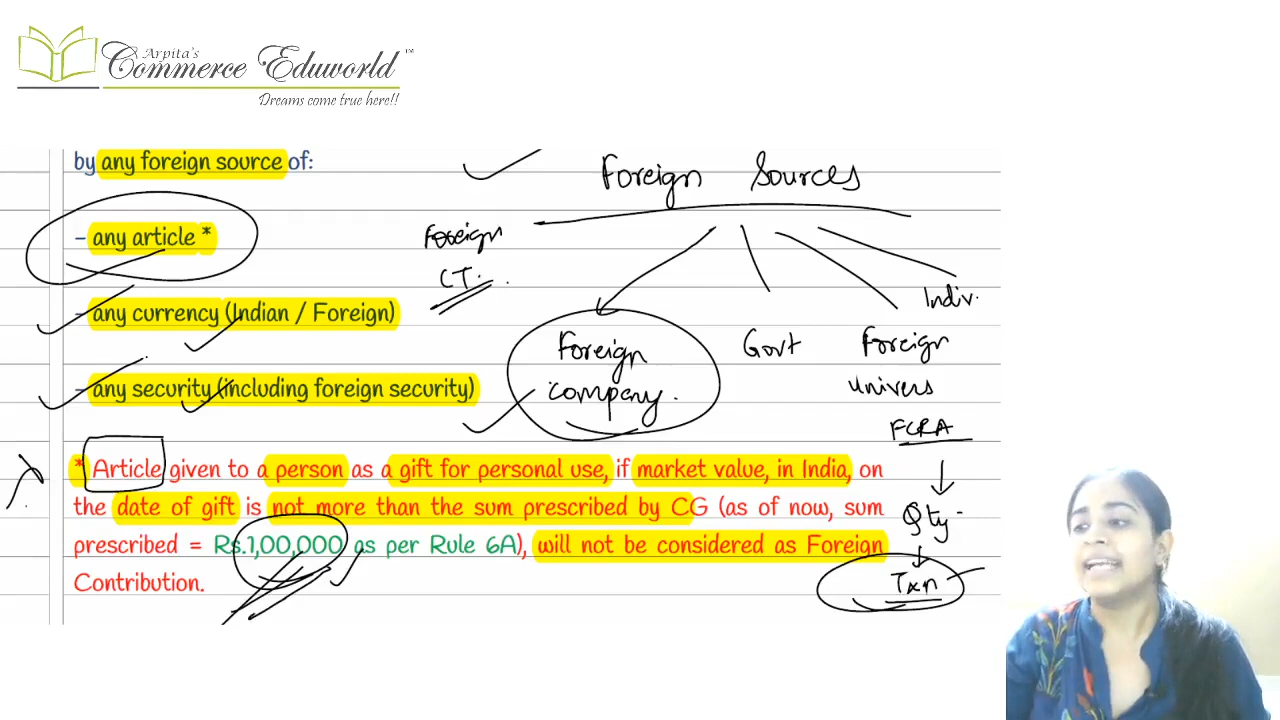 Arpita's
Commerce Eduworld™
Dreams come true here!!
by any foreign source of:
– any article *
– any currency (Indian / Foreign)
– any security (including foreign security)
* Article given to a person as a gift for personal use, if market value, in India, on
the date of gift is not more than the sum prescribed by CG (as of now, sum
prescribed = Rs.1,00,000 as per Rule 6A), will not be considered as Foreign
Contribution.
Foreign Sources
Foreign
CT.
Foreign
company.
Govt
Foreign
univers
Indiv.
FCRA
Qty
Txn